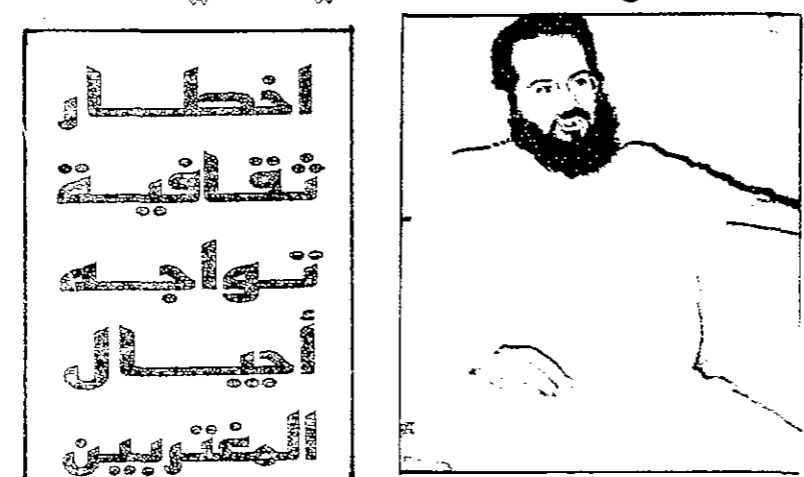 اخطار
ثقافية
تواجه
أجيال
المغتربين